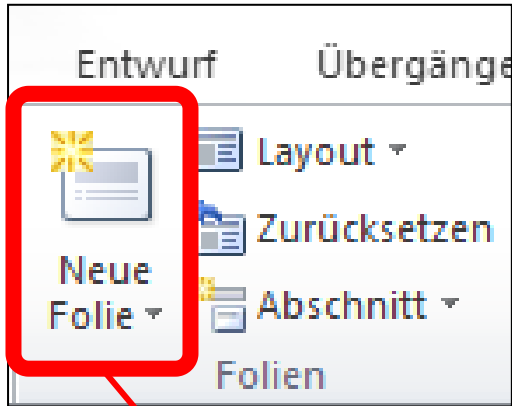 Entwurf Übergänge
Layout
Zurücksetzen
Neue
Folie
Abschnitt
Folien